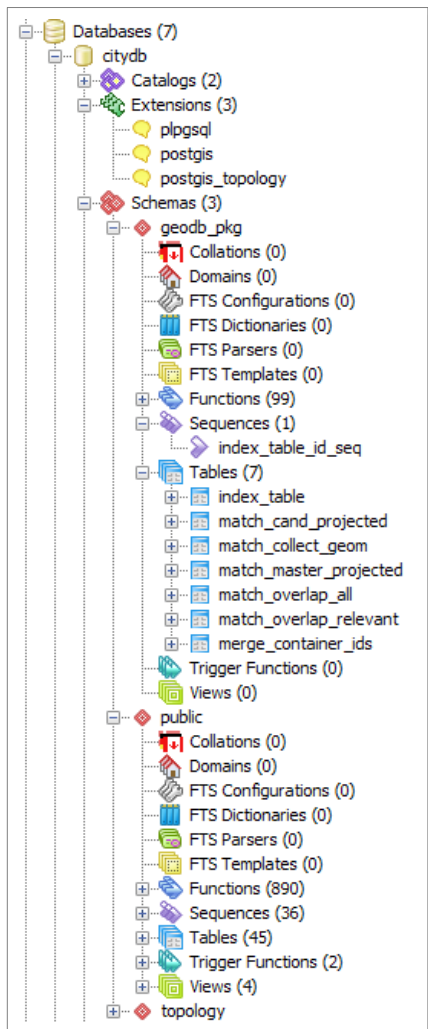 Databases (7)
citydb
Catalogs (2)
Extensions (3)
plpgsql
postgis
postgis_topology
Schemas (3)
geodb_pkg
Collations (0)
Domains (0)
FTS Configurations (0)
FTS Dictionaries (0)
FTS Parsers (0)
FTS Templates (0)
Functions (99)
Sequences (1)
index_table_id_seq
Tables (7)
index_table
match_cand_projected
match_collect_geom
match_master_projected
match_overlap_all
match_overlap_relevant
merge_container_ids
Trigger Functions (0)
Views (0)
public
Collations (0)
Domains (0)
FTS Configurations (0)
FTS Dictionaries (0)
FTS Parsers (0)
FTS Templates (0)
Functions (890)
Sequences (36)
Tables (45)
Trigger Functions (2)
Views (4)
topology